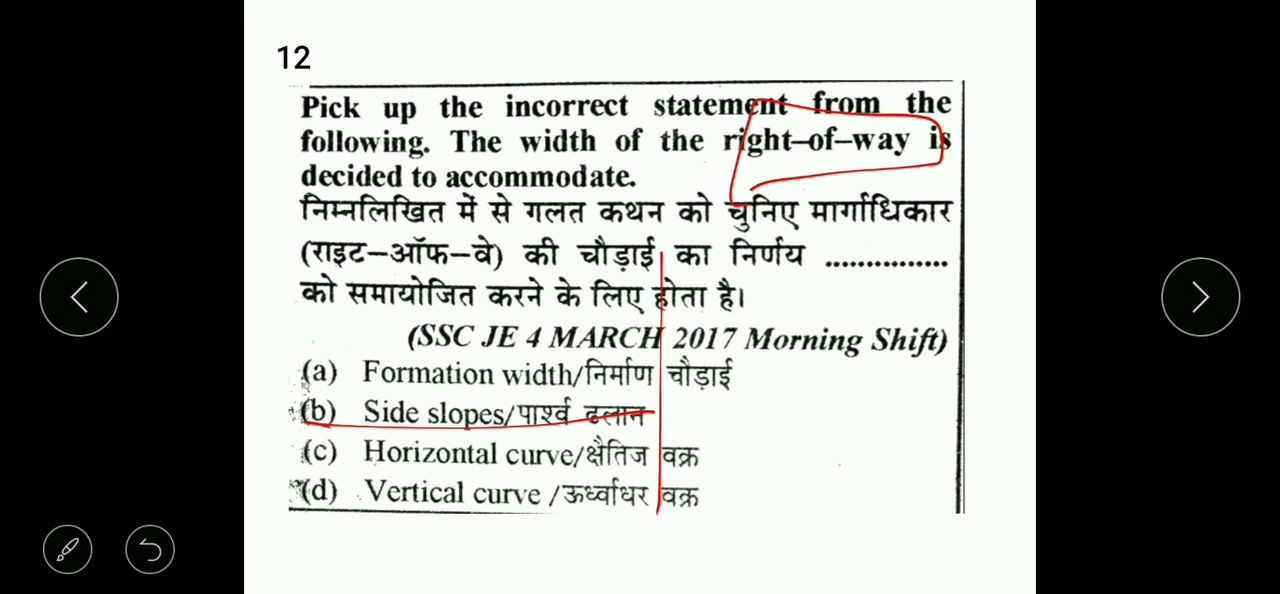 12
Pick up the incorrect statement from the
following. The width of the right–of–way is
decided to accommodate.
निम्नलिखित में से गलत कथन को चुनिए मार्गाधिकार
(राइट–ऑफ–वे) की चौड़ाई का निर्णय ...............
को समायोजित करने के लिए होता है।
(SSC JE 4 MARCH 2017 Morning Shift)
(a) Formation width/निर्माण चौड़ाई
(b) Side slopes/पार्श्व ढलान
(c) Horizontal curve/क्षैतिज वक्र
(d) Vertical curve /ऊर्ध्वाधर वक्र